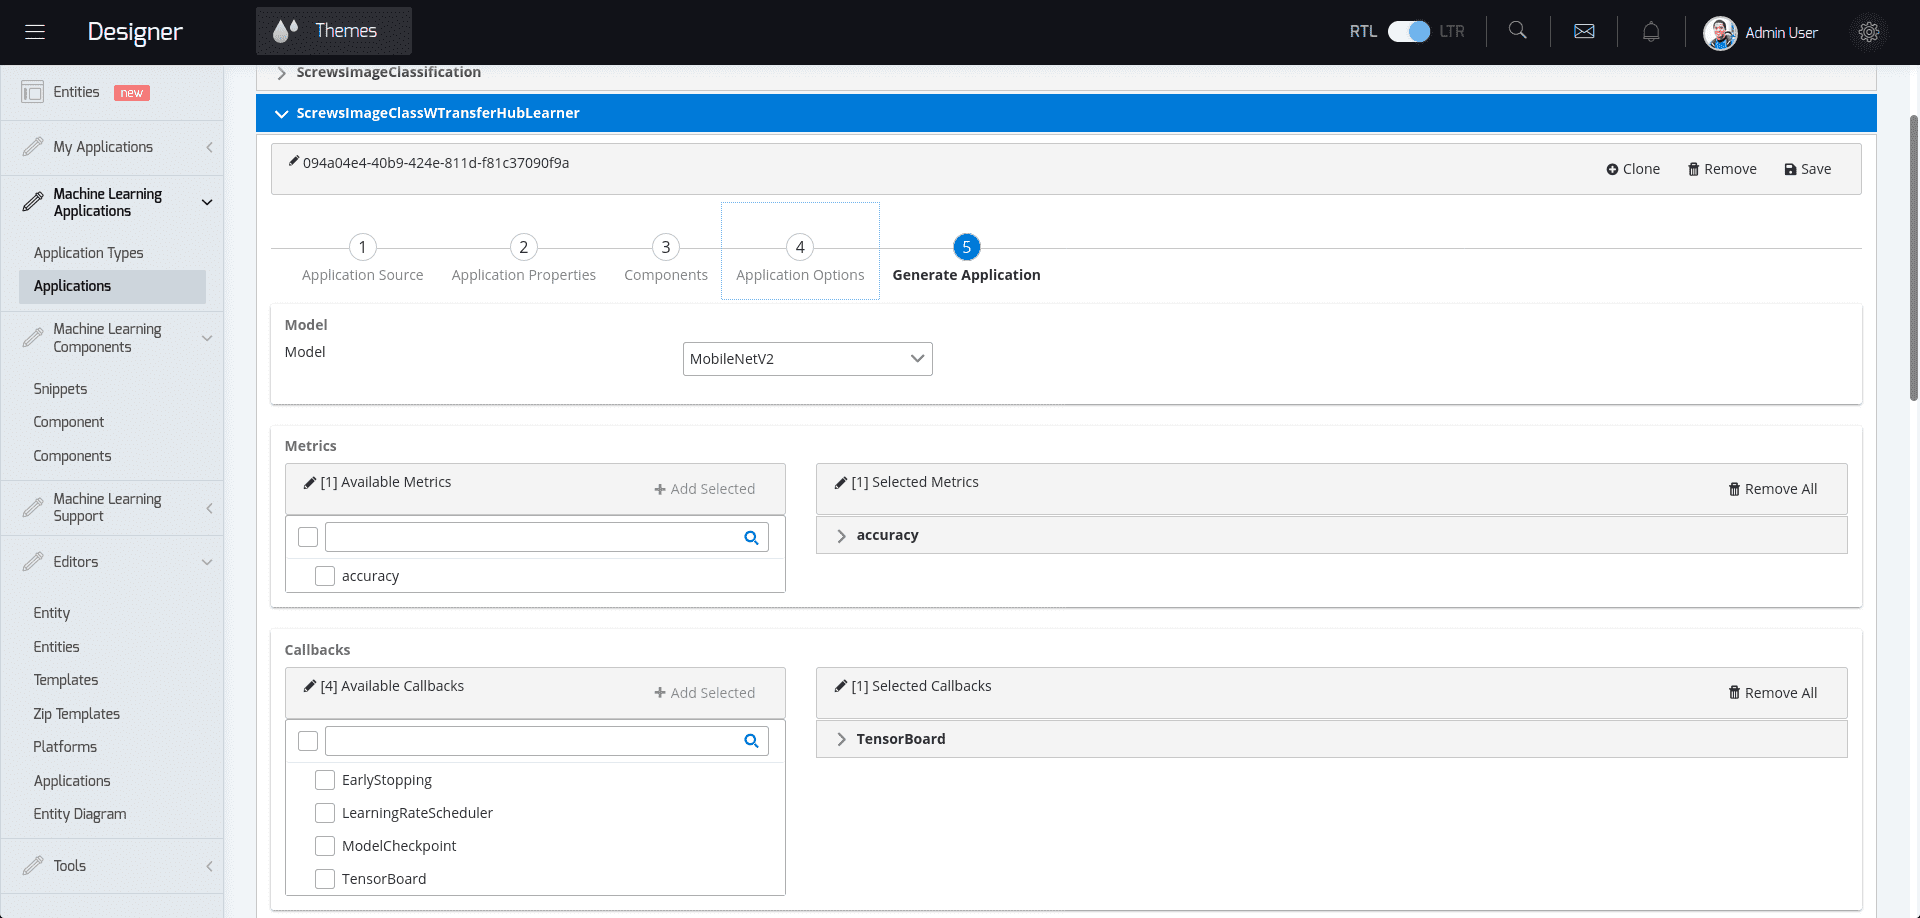 Designer
Themes
RTL
LTR
Admin User
Entities
new
My Applications
Machine Learning
Applications
Application Types
Applications
Machine Learning
Components
Snippets
Component
Components
Machine Learning
Support
Editors
Entity
Entities
Templates
Zip Templates
Platforms
Applications
Entity Diagram
Tools
ScrewsImageClassification
ScrewsImageClassWTransferHubLearner
094a04e4-40b9-424e-811d-f81c37090f9a
Clone
Remove
Save
1
Application Source
2
Application Properties
3
Components
4
Application Options
5
Generate Application
Model
Model
MobileNetV2
Metrics
[1] Available Metrics
Add Selected
accuracy
[1] Selected Metrics
Remove All
accuracy
Callbacks
[4] Available Callbacks
Add Selected
EarlyStopping
LearningRateScheduler
ModelCheckpoint
TensorBoard
[1] Selected Callbacks
Remove All
TensorBoard